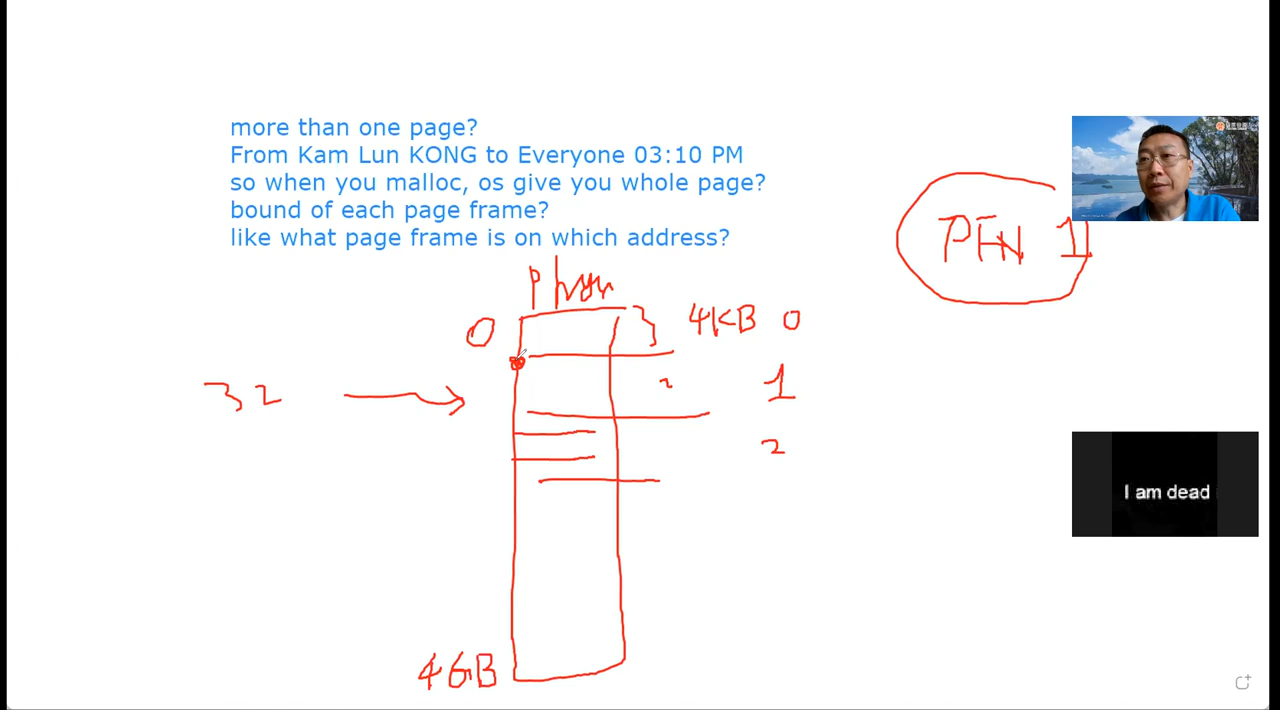 more than one page?
From Kam Lun KONG to Everyone 03:10 PM
so when you malloc, os give you whole page?
bound of each page frame?
like what page frame is on which address?
PFN 1
0
4KB 0
32
2
1
2
4GB
I am dead